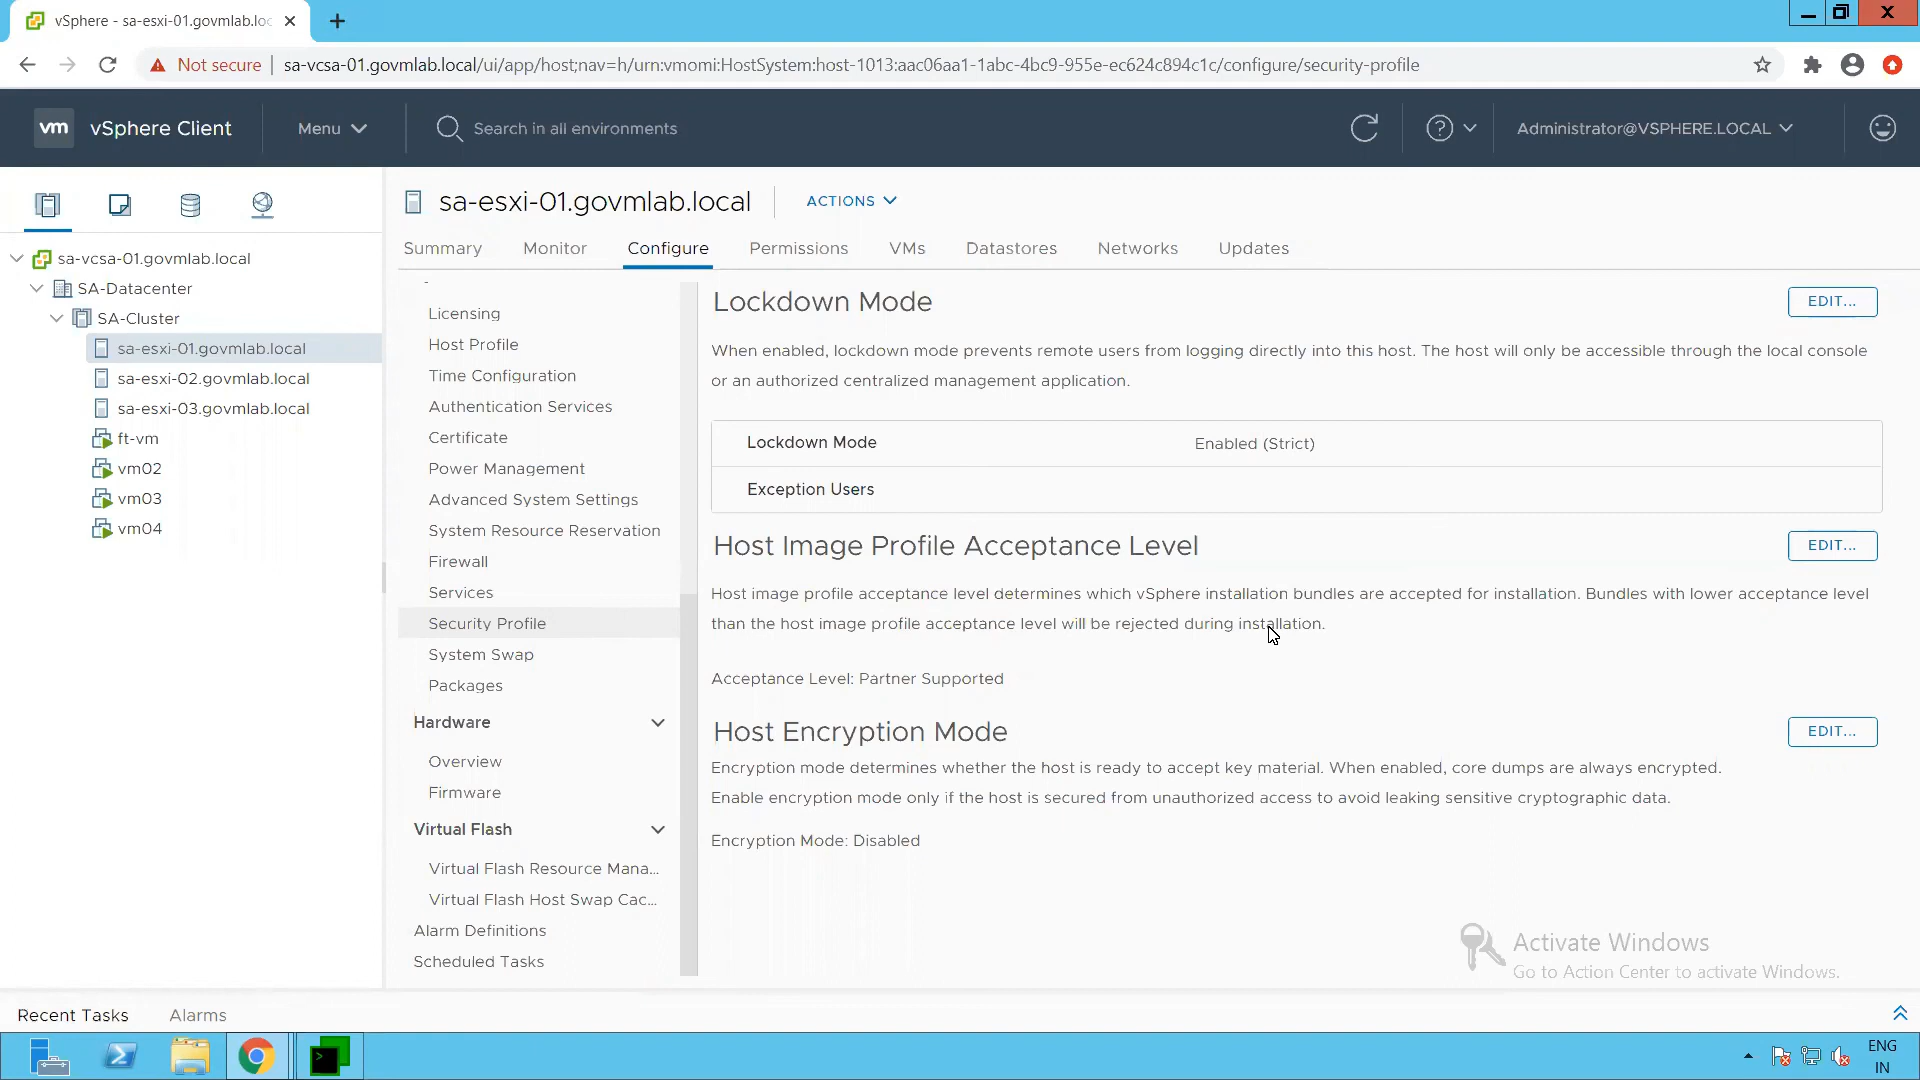 vSphere - sa-esxi-01.govmlab.loc
Not secure
sa-vcsa-01.govmlab.local/ui/app/host;nav=h/urn:vmomi:HostSystem:host-1013:aac06aa1-1abc-4bc9-955e-ec624c894c1c/configure/security-profile
vm
vSphere Client
Menu
Search in all environments
Administrator@VSPHERE.LOCAL
sa-vcsa-01.govmlab.local
SA-Datacenter
SA-Cluster
sa-esxi-01.govmlab.local
sa-esxi-02.govmlab.local
sa-esxi-03.govmlab.local
ft-vm
vm02
vm03
vm04
sa-esxi-01.govmlab.local
ACTIONS
Summary
Monitor
Configure
Permissions
VMs
Datastores
Networks
Updates
Licensing
Host Profile
Time Configuration
Authentication Services
Certificate
Power Management
Advanced System Settings
System Resource Reservation
Firewall
Services
Security Profile
System Swap
Packages
Hardware
Overview
Firmware
Virtual Flash
Virtual Flash Resource Mana...
Virtual Flash Host Swap Cac...
Alarm Definitions
Scheduled Tasks
Lockdown Mode
EDIT...
When enabled, lockdown mode prevents remote users from logging directly into this host. The host will only be accessible through the local console
or an authorized centralized management application.
Lockdown Mode
Enabled (Strict)
Exception Users
Host Image Profile Acceptance Level
EDIT...
Host image profile acceptance level determines which vSphere installation bundles are accepted for installation. Bundles with lower acceptance level
than the host image profile acceptance level will be rejected during installation.
Acceptance Level: Partner Supported
Host Encryption Mode
EDIT...
Encryption mode determines whether the host is ready to accept key material. When enabled, core dumps are always encrypted.
Enable encryption mode only if the host is secured from unauthorized access to avoid leaking sensitive cryptographic data.
Encryption Mode: Disabled
Activate Windows
Go to Action Center to activate Windows.
Recent Tasks
Alarms
ENG
IN